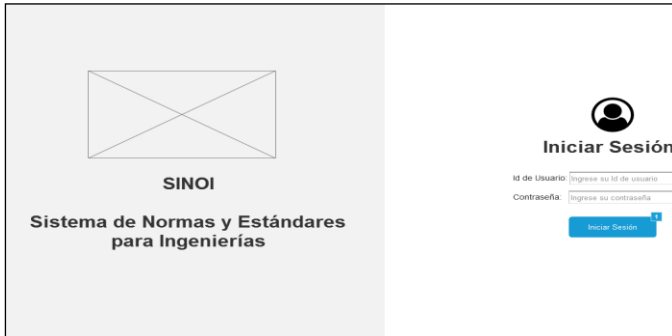 SINOI
Sistema de Normas y Estándares
para Ingenierías
Iniciar Sesión
Id de Usuario: Ingrese su Id de usuario
Contraseña: Ingrese su contraseña
1
Iniciar Sesión